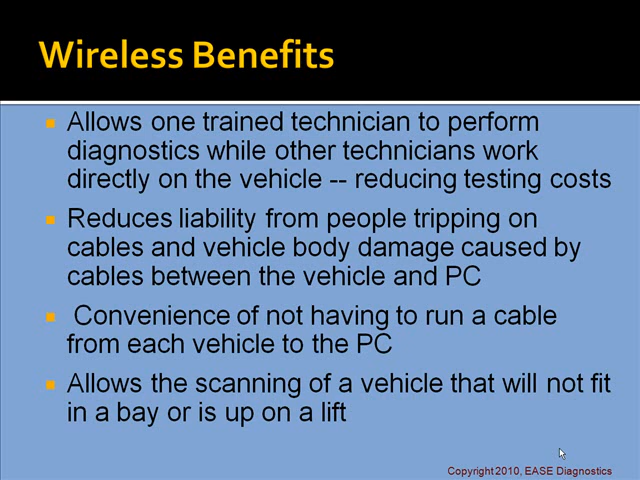 Wireless Benefits
Allows one trained technician to perform
diagnostics while other technicians work
directly on the vehicle -- reducing testing costs
Reduces liability from people tripping on
cables and vehicle body damage caused by
cables between the vehicle and PC
Convenience of not having to run a cable
from each vehicle to the PC
Allows the scanning of a vehicle that will not fit
in a bay or is up on a lift
Copyright 2010, EASE Diagnostics